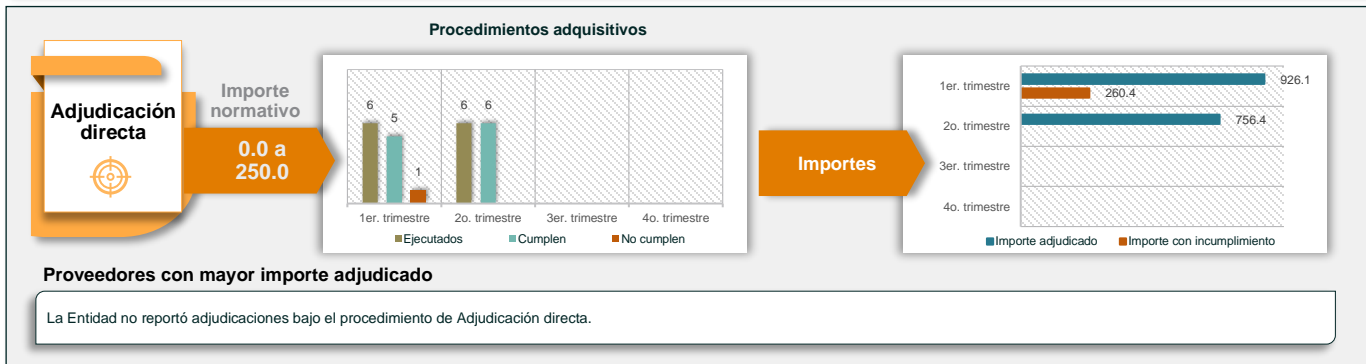 Procedimientos adquisitivos
Adjudicación
directa
Importe
normativo
0.0 a
250.0
6
5
1
6
6
1er. trimestre
2o. trimestre
3er. trimestre
4o. trimestre
Ejecutados
Cumplen
No cumplen
Importes
1er. trimestre
2o. trimestre
3er. trimestre
4o. trimestre
926.1
260.4
756.4
Importe adjudicado
Importe con incumplimiento
Proveedores con mayor importe adjudicado
La Entidad no reportó adjudicaciones bajo el procedimiento de Adjudicación directa.